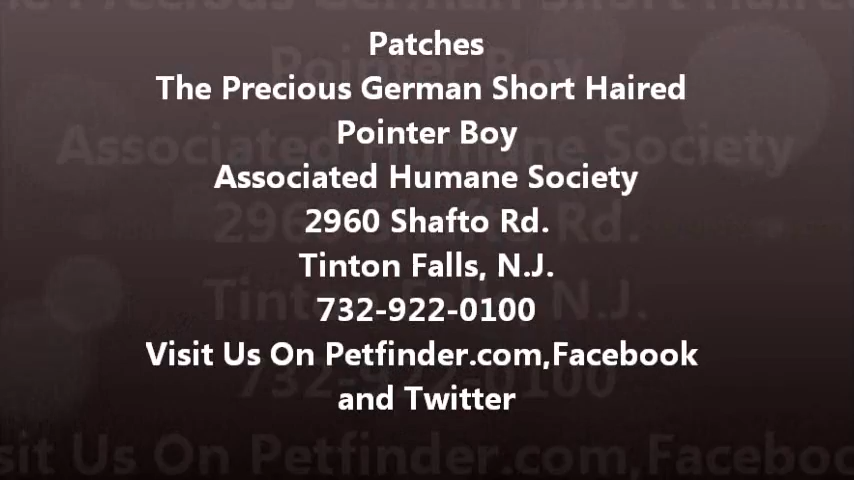 Patches
The Precious German Short Haired
Pointer Boy
Associated Humane Society
2960 Shafto Rd.
Tinton Falls, N.J.
732-922-0100
Visit Us On Petfinder.com,Facebook
and Twitter